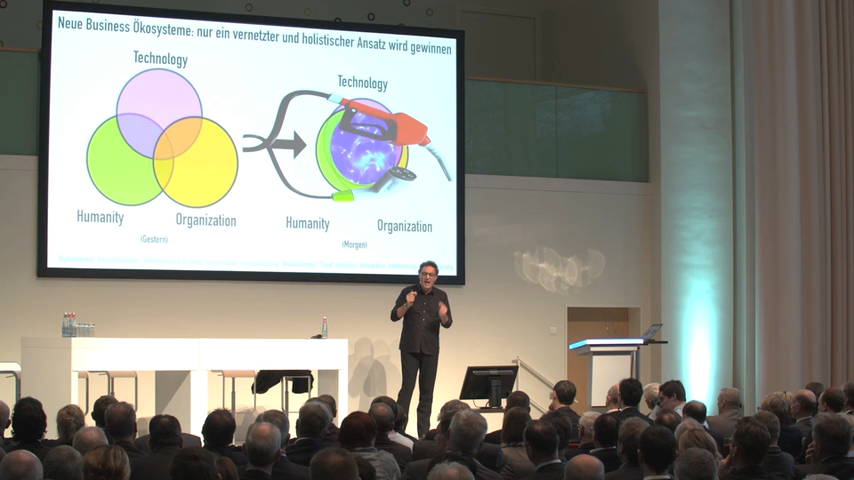 Neue Business Ökosysteme: nur ein vernetzter und holistischer Ansatz wird gewinnen
Technology
Technology
Humanity
Organization
Humanity
Organization
(Gestern)
(Morgen)